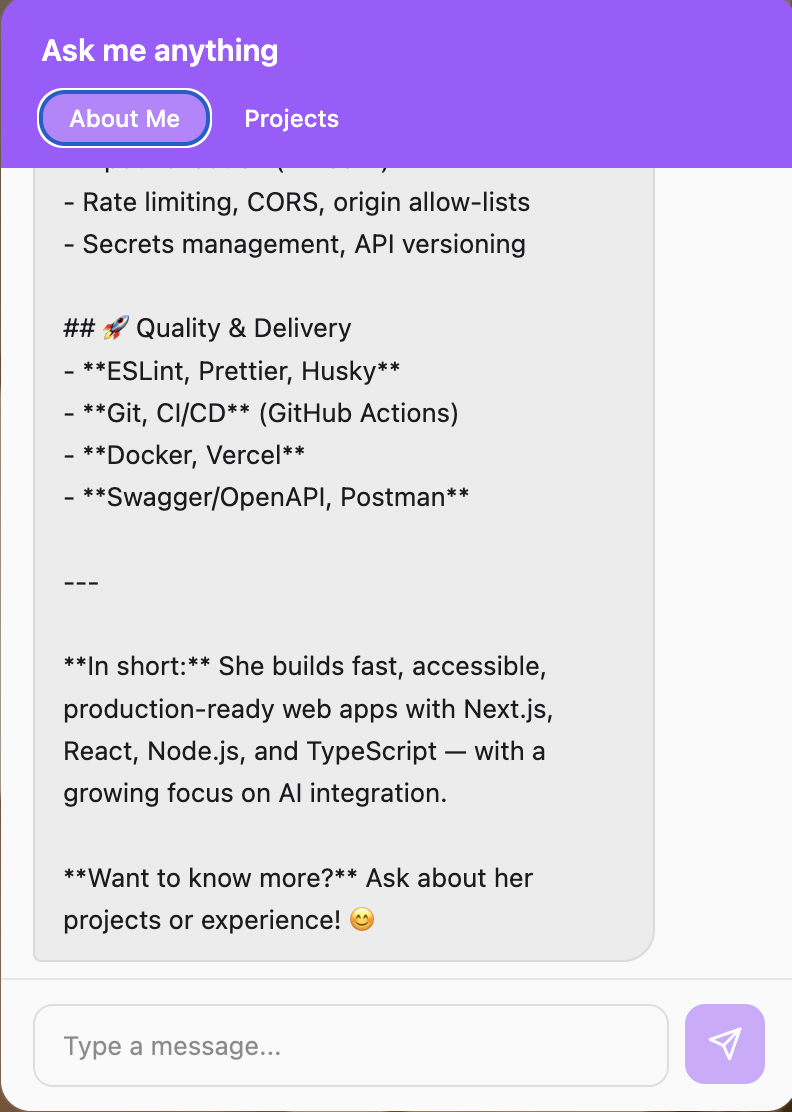 Ask me anything
About Me Projects
- Rate limiting, CORS, origin allow-lists
- Secrets management, API versioning
## 🚀 Quality & Delivery
- **ESLint, Prettier, Husky**
- **Git, CI/CD** (GitHub Actions)
- **Docker, Vercel**
- **Swagger/OpenAPI, Postman**
---
**In short:** She builds fast, accessible,
production-ready web apps with Next.js,
React, Node.js, and TypeScript — with a
growing focus on AI integration.
**Want to know more?** Ask about her
projects or experience! 😊
Type a message...